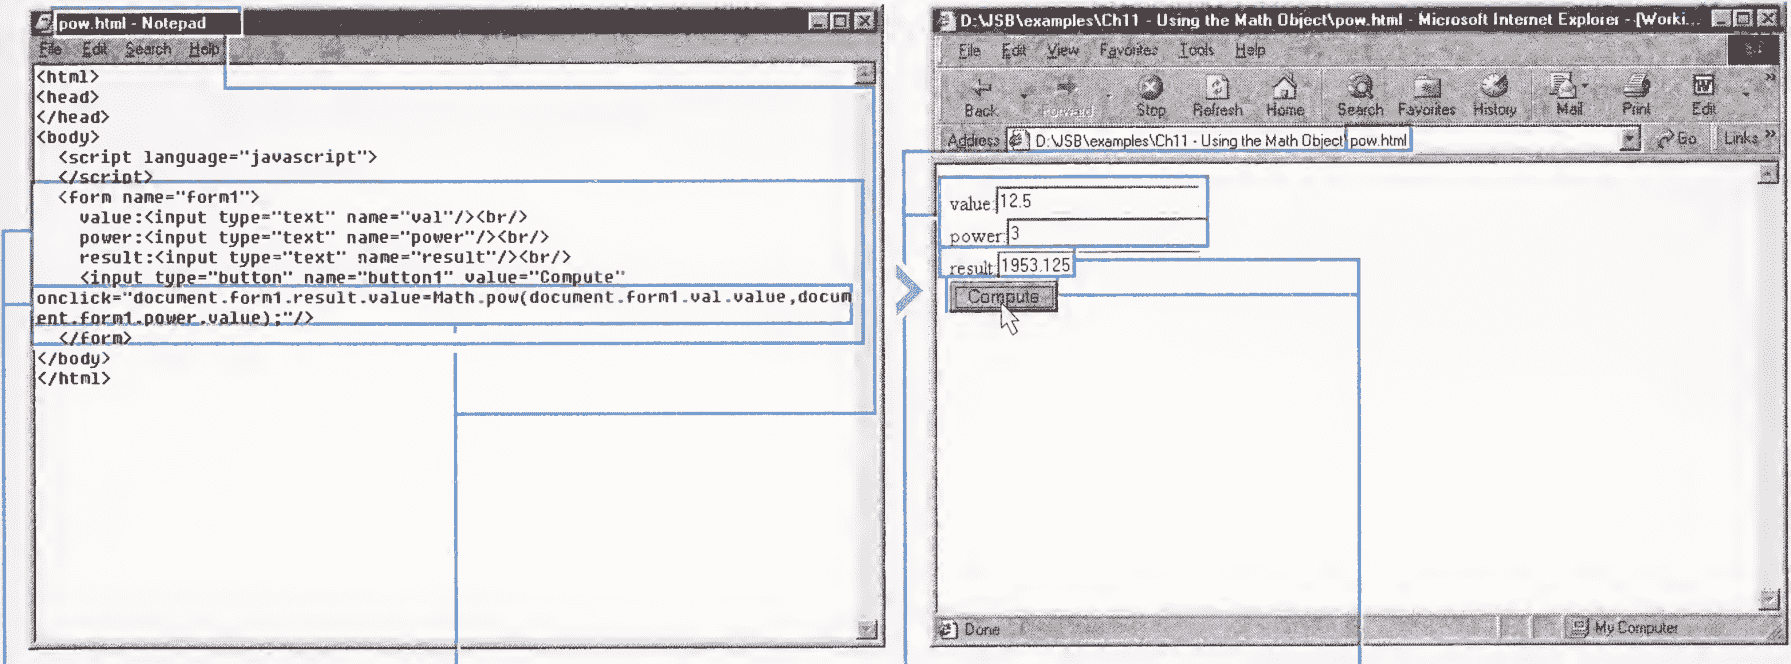 pow.html - Notepad
File Edit Search Help
<html>
<head>
</head>
<body>
<script language="javascript">
</script>
<form name="form1">
value:<input type="text" name="val"/><br/>
power:<input type="text" name="power"/><br/>
result:<input type="text" name="result"/><br/>
<input type="button" name="button1" value="Compute"
onclick="document.form1.result.value=Math.pow(document.form1.val.value,docum
ent.form1.power.value);"/>
</form>
</body>
</html>
D:\JSB\examples\Ch11 - Using the Math Object\pow.html - Microsoft Internet Explorer - [Worki...
File Edit View Favorites Tools Help
Back Forward Stop Refresh Home Search Favorites History Mail Print Edit
Address D:\JSB\examples\Ch11 - Using the Math Object\pow.html Go Links
value: 12.5
power: 3
result: 1953.125
Compute
Done My Computer